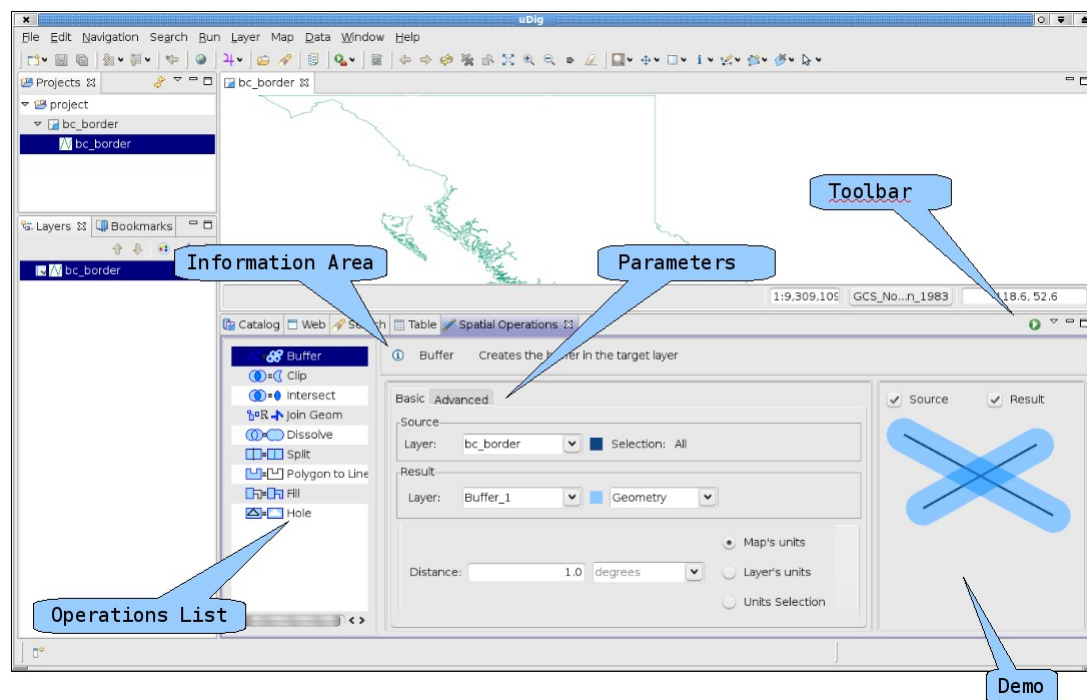 uDig
File Edit Navigation Search Run Layer Map Data Window Help
Projects
bc_border
project
bc_border
bc_border
Toolbar
Layers Bookmarks
bc_border
Information Area
Parameters
1:9,309,109 GCS_No...n_1983 118.6, 52.6
Catalog Web Search Table Spatial Operations
Buffer
Clip
Intersect
Join Geom
Dissolve
Split
Polygon to Line
Fill
Hole
Operations List
Buffer Creates the buffer in the target layer
Basic Advanced
Source
Layer: bc_border Selection: All
Result
Layer: Buffer_1 Geometry
Distance: 1.0 degrees
Map's units
Layer's units
Units Selection
Source Result
Demo